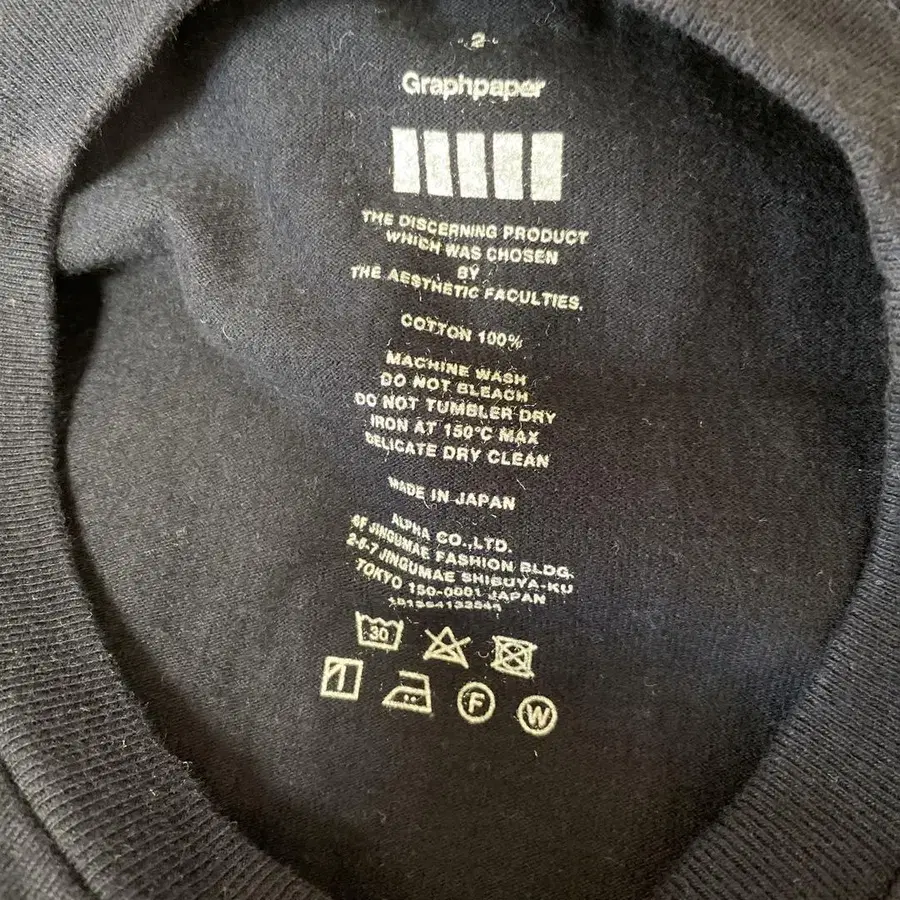 2
Graphpaper
THE DISCERNING PRODUCT
WHICH WAS CHOSEN
BY
THE AESTHETIC FACULTIES.
COTTON 100%
MACHINE WASH
DO NOT BLEACH
DO NOT TUMBLER DRY
IRON AT 150°C MAX
DELICATE DRY CLEAN
MADE IN JAPAN
ALPHA CO.,LTD.
6F JINGUMAE FASHION BLDG.
2-6-7 JINGUMAE SHIBUYA-KU
TOKYO 150-0001 JAPAN
30
F
W